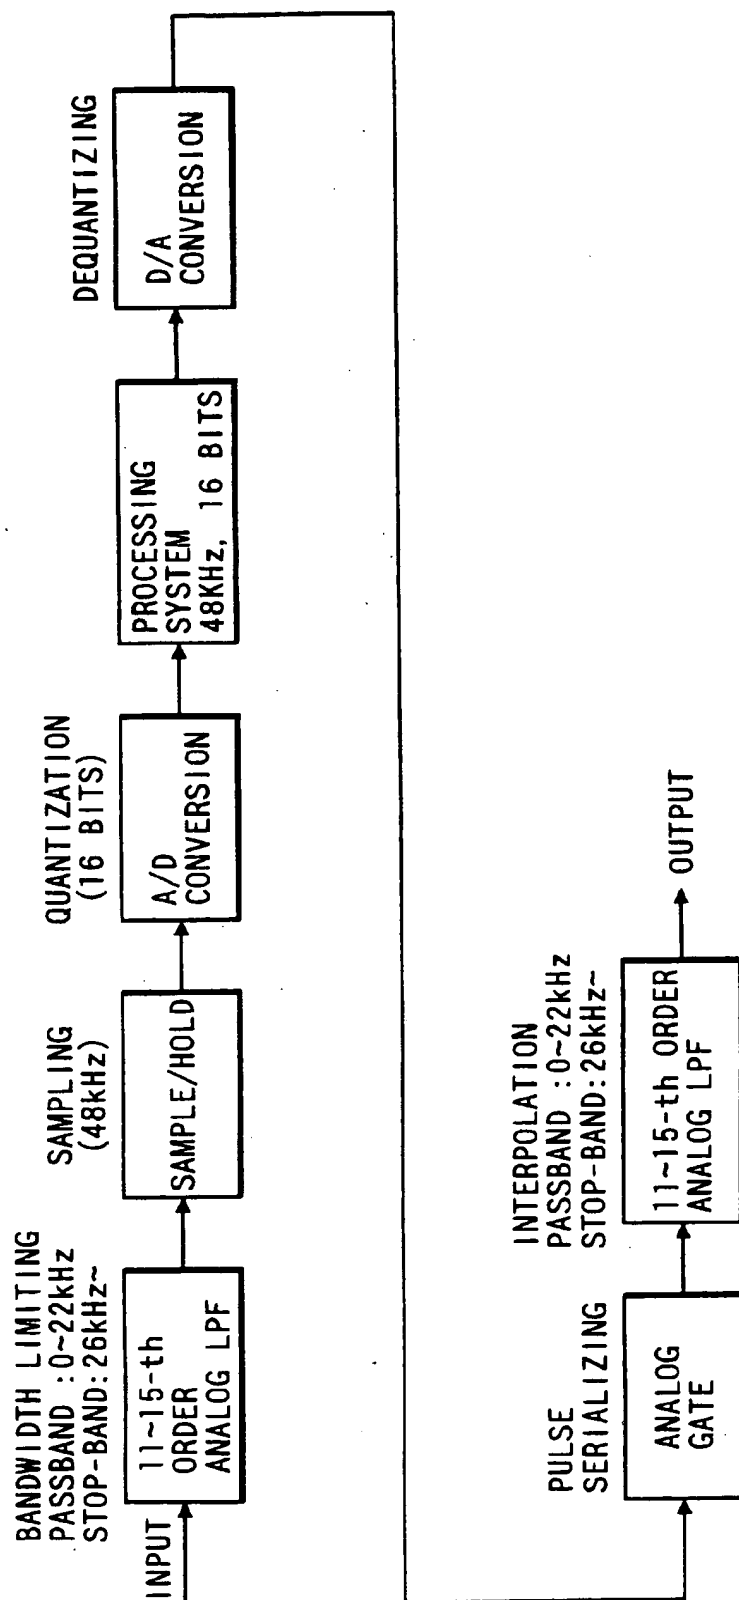 INPUT
BANDWIDTH LIMITING
PASSBAND :0~22kHz
STOP-BAND:26kHz~
11~15-th
ORDER
ANALOG LPF
SAMPLING
(48kHz)
SAMPLE/HOLD
QUANTIZATION
(16 BITS)
A/D
CONVERSION
PROCESSING
SYSTEM
48KHz, 16 BITS
DEQUANTIZING
D/A
CONVERSION
PULSE
SERIALIZING
ANALOG
GATE
INTERPOLATION
PASSBAND :0~22kHz
STOP-BAND:26kHz~
11~15-th ORDER
ANALOG LPF
OUTPUT